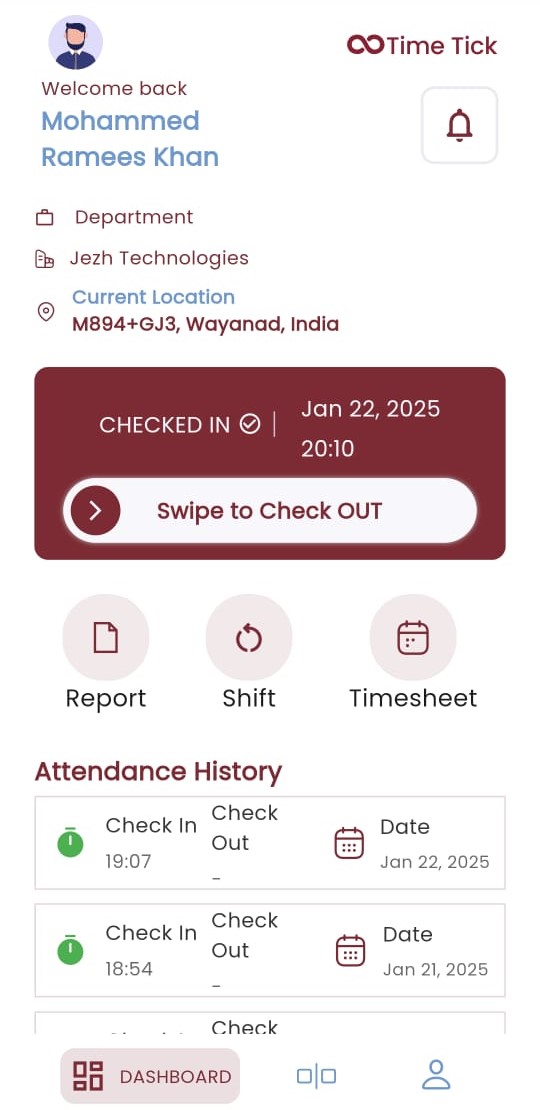 Time Tick
Welcome back
Mohammed
Ramees Khan
Department
Jezh Technologies
Current Location
M894+GJ3, Wayanad, India
CHECKED IN
Jan 22, 2025
20:10
Swipe to Check OUT
Report
Shift
Timesheet
Attendance History
Check In
19:07
Check
Out
-
Date
Jan 22, 2025
Check In
18:54
Check
Out
-
Date
Jan 21, 2025
Check
DASHBOARD